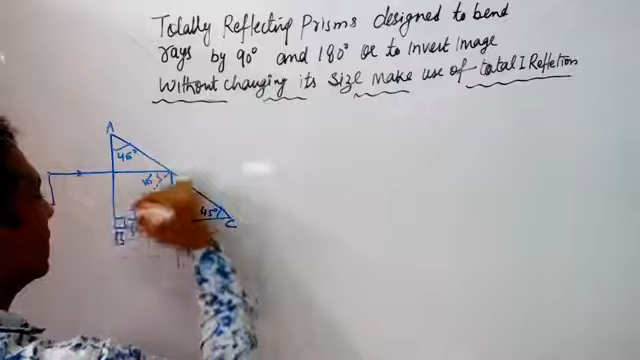 Totally Reflecting Prisms designed to bend
rays by 90° and 180° or to Invert Image
Without changing its Size make use of total I Refletion
A
45°
45°
45°
B
C